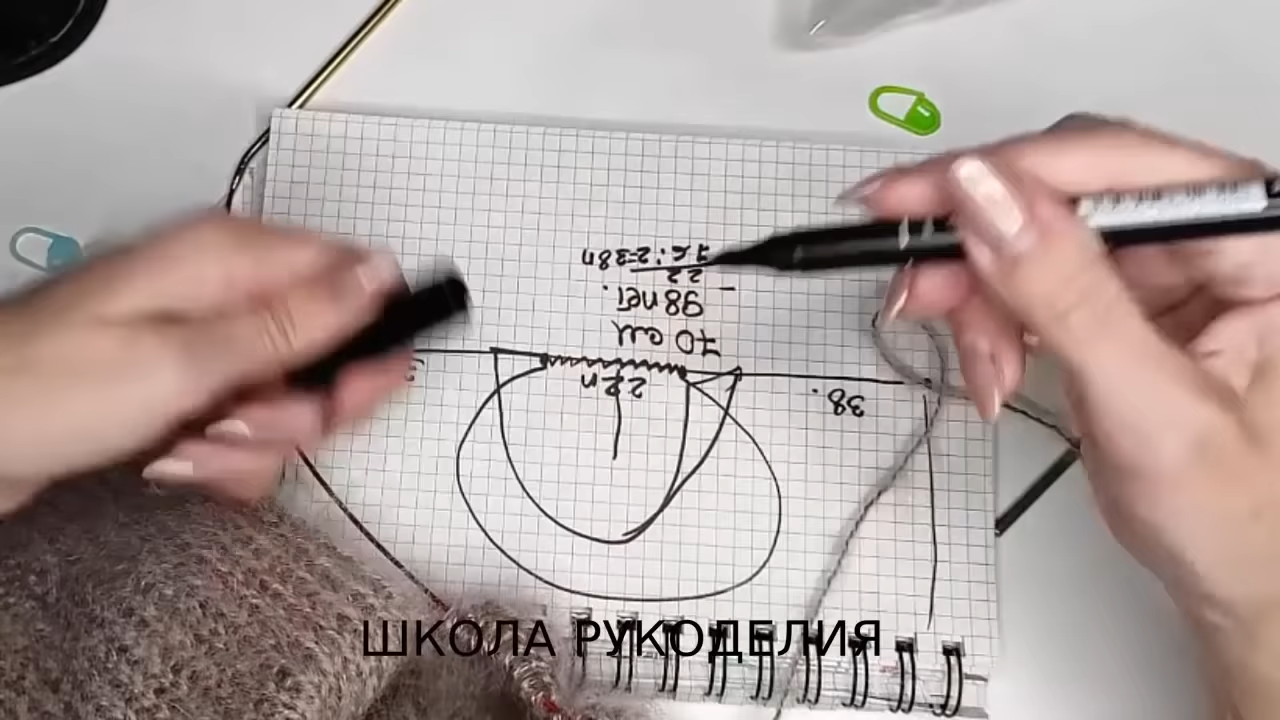 38.
22п
70 см
98 пет.
- 22
76:2=38п
ШКОЛА РУКОДЕЛИЯ